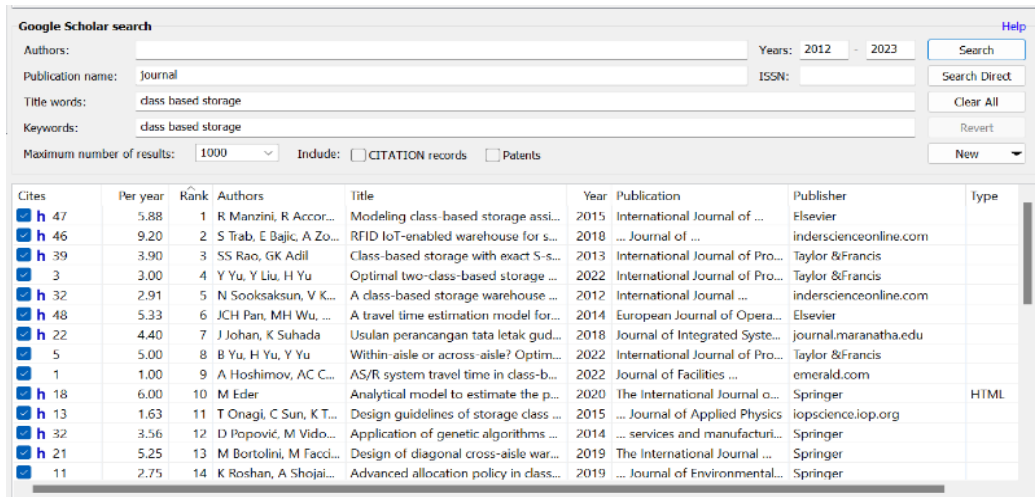 Google Scholar search Help
Authors: Years: 2012 - 2023 Search
Publication name: journal ISSN: Search Direct
Title words: class based storage Clear All
Keywords: class based storage Revert
Maximum number of results: 1000 Include: CITATION records Patents New
Cites Per year Rank Authors Title Year Publication Publisher Type
h 47 5.88 1 R Manzini, R Accor... Modeling class-based storage assi... 2015 International Journal of ... Elsevier
h 46 9.20 2 S Trab, E Bajic, A Zo... RFID IoT-enabled warehouse for s... 2018 ... Journal of ... inderscienceonline.com
h 39 3.90 3 SS Rao, GK Adil Class-based storage with exact S-s... 2013 International Journal of Pro... Taylor &Francis
3 3.00 4 Y Yu, Y Liu, H Yu Optimal two-class-based storage ... 2022 International Journal of Pro... Taylor &Francis
h 32 2.91 5 N Sooksaksun, V K... A class-based storage warehouse ... 2012 International Journal ... inderscienceonline.com
h 48 5.33 6 JCH Pan, MH Wu, ... A travel time estimation model for... 2014 European Journal of Opera... Elsevier
h 22 4.40 7 J Johan, K Suhada Usulan perancangan tata letak gud... 2018 Journal of Integrated Syste... journal.maranatha.edu
5 5.00 8 B Yu, H Yu, Y Yu Within-aisle or across-aisle? Optim... 2022 International Journal of Pro... Taylor &Francis
1 1.00 9 A Hoshimov, AC C... AS/R system travel time in class-b... 2022 Journal of Facilities ... emerald.com
h 18 6.00 10 M Eder Analytical model to estimate the p... 2020 The International Journal o... Springer HTML
h 13 1.63 11 T Onagi, C Sun, K T... Design guidelines of storage class ... 2015 ... Journal of Applied Physics iopscience.iop.org
h 32 3.56 12 D Popović, M Vido... Application of genetic algorithms ... 2014 ... services and manufacturi... Springer
h 21 5.25 13 M Bortolini, M Facci... Design of diagonal cross-aisle war... 2019 The International Journal ... Springer
11 2.75 14 K Roshan, A Shojai... Advanced allocation policy in class... 2019 ... Journal of Environmental... Springer